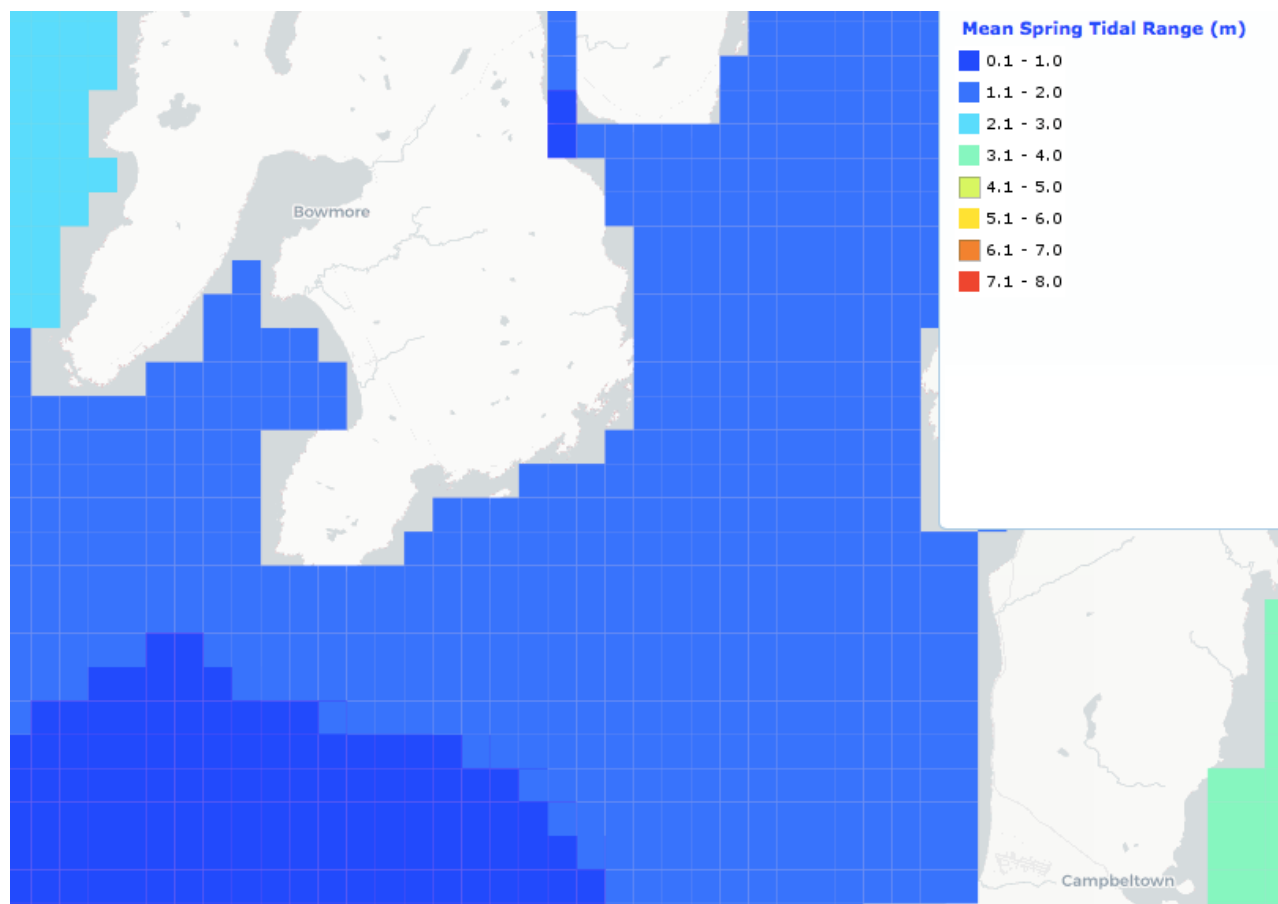 Mean Spring Tidal Range (m)
0.1 - 1.0
1.1 - 2.0
2.1 - 3.0
3.1 - 4.0
4.1 - 5.0
5.1 - 6.0
6.1 - 7.0
7.1 - 8.0
Bowmore
Campbeltown